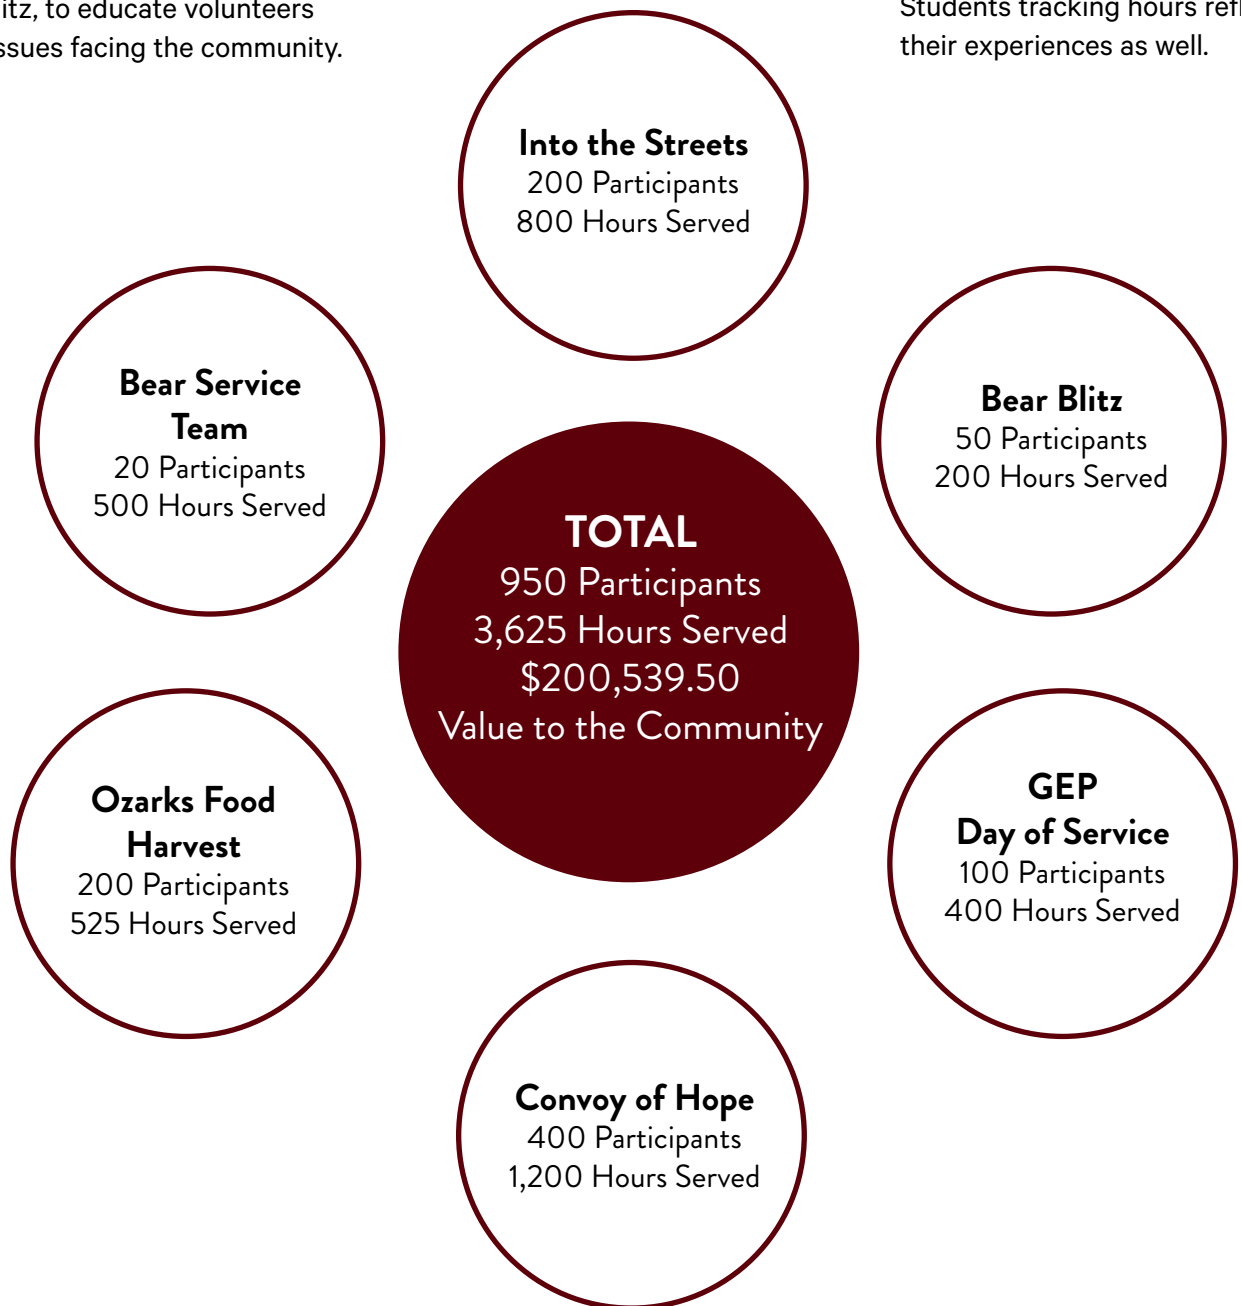 to educate volunteers
issues facing the community.
Students tracking hours
their experiences as well.
Into the Streets
200 Participants
800 Hours Served
Bear Service
Team
20 Participants
500 Hours Served
Bear Blitz
50 Participants
200 Hours Served
TOTAL
950 Participants
3,625 Hours Served
$200,539.50
Value to the Community
Ozarks Food
Harvest
200 Participants
525 Hours Served
GEP
Day of Service
100 Participants
400 Hours Served
Convoy of Hope
400 Participants
1,200 Hours Served